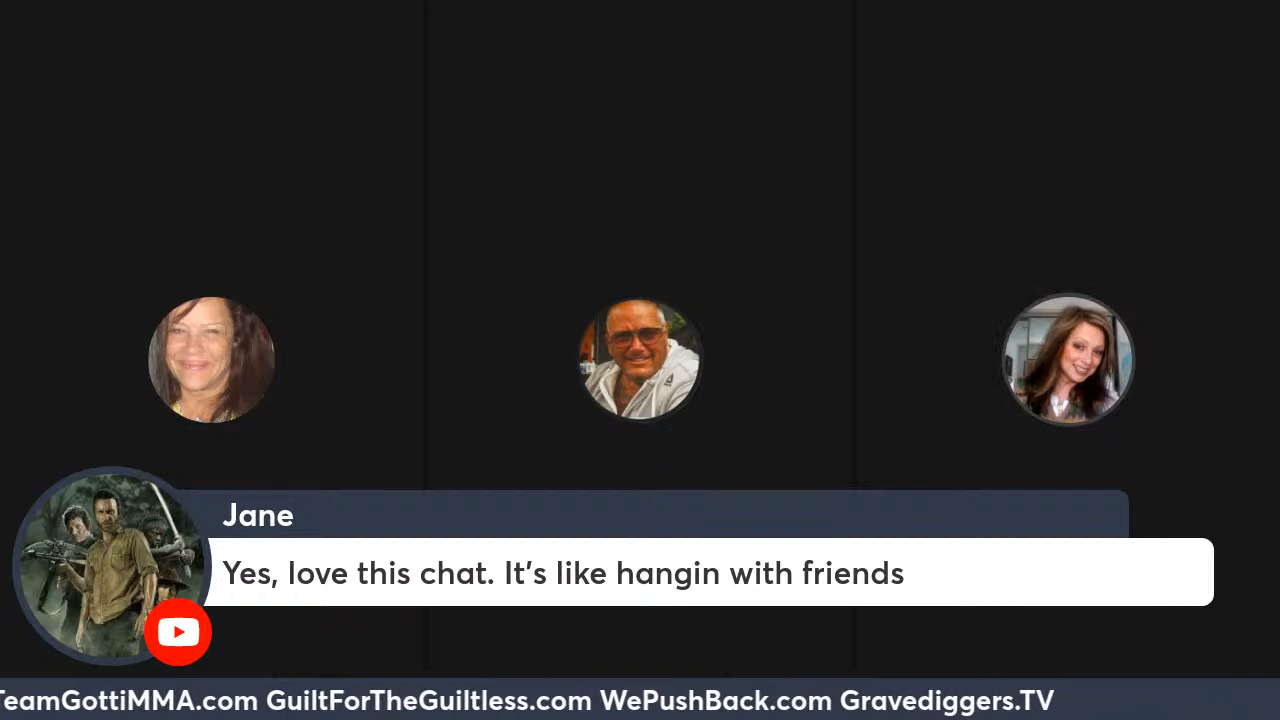 Jane
Yes, love this chat. It's like hangin with friends
TeamGottiMMA.com GuiltForTheGuiltless.com WePushBack.com Gravediggers.TV